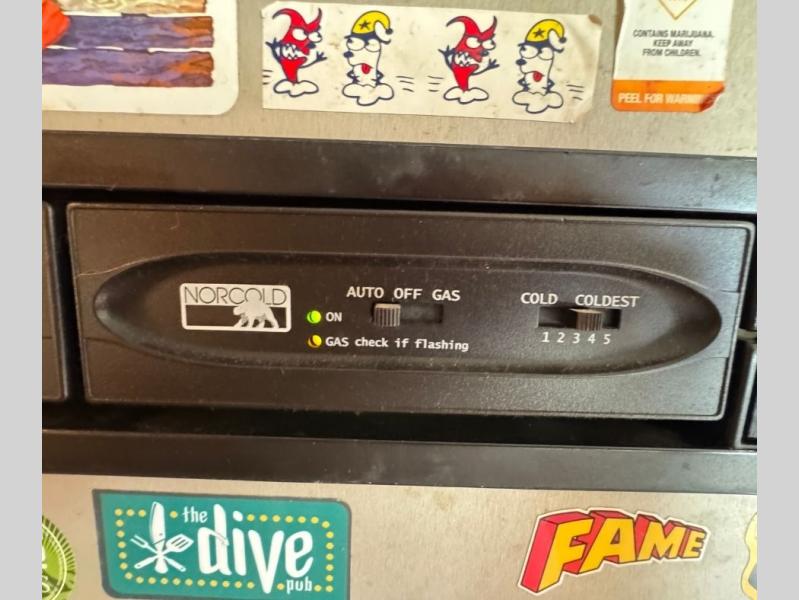 CONTAINS MARIJUANA.
KEEP AWAY
FROM CHILDREN.
PEEL FOR WARNINGS
NORCOLD
AUTO OFF GAS
ON
GAS check if flashing
COLD COLDEST
1 2 3 4 5
the
dive
pub
FAME